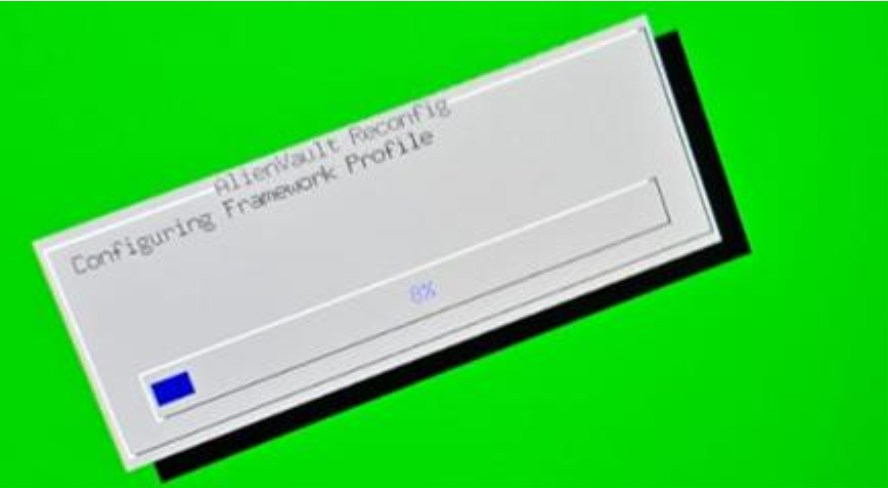 AlienVault Reconfig
Configuring Framework Profile
8%